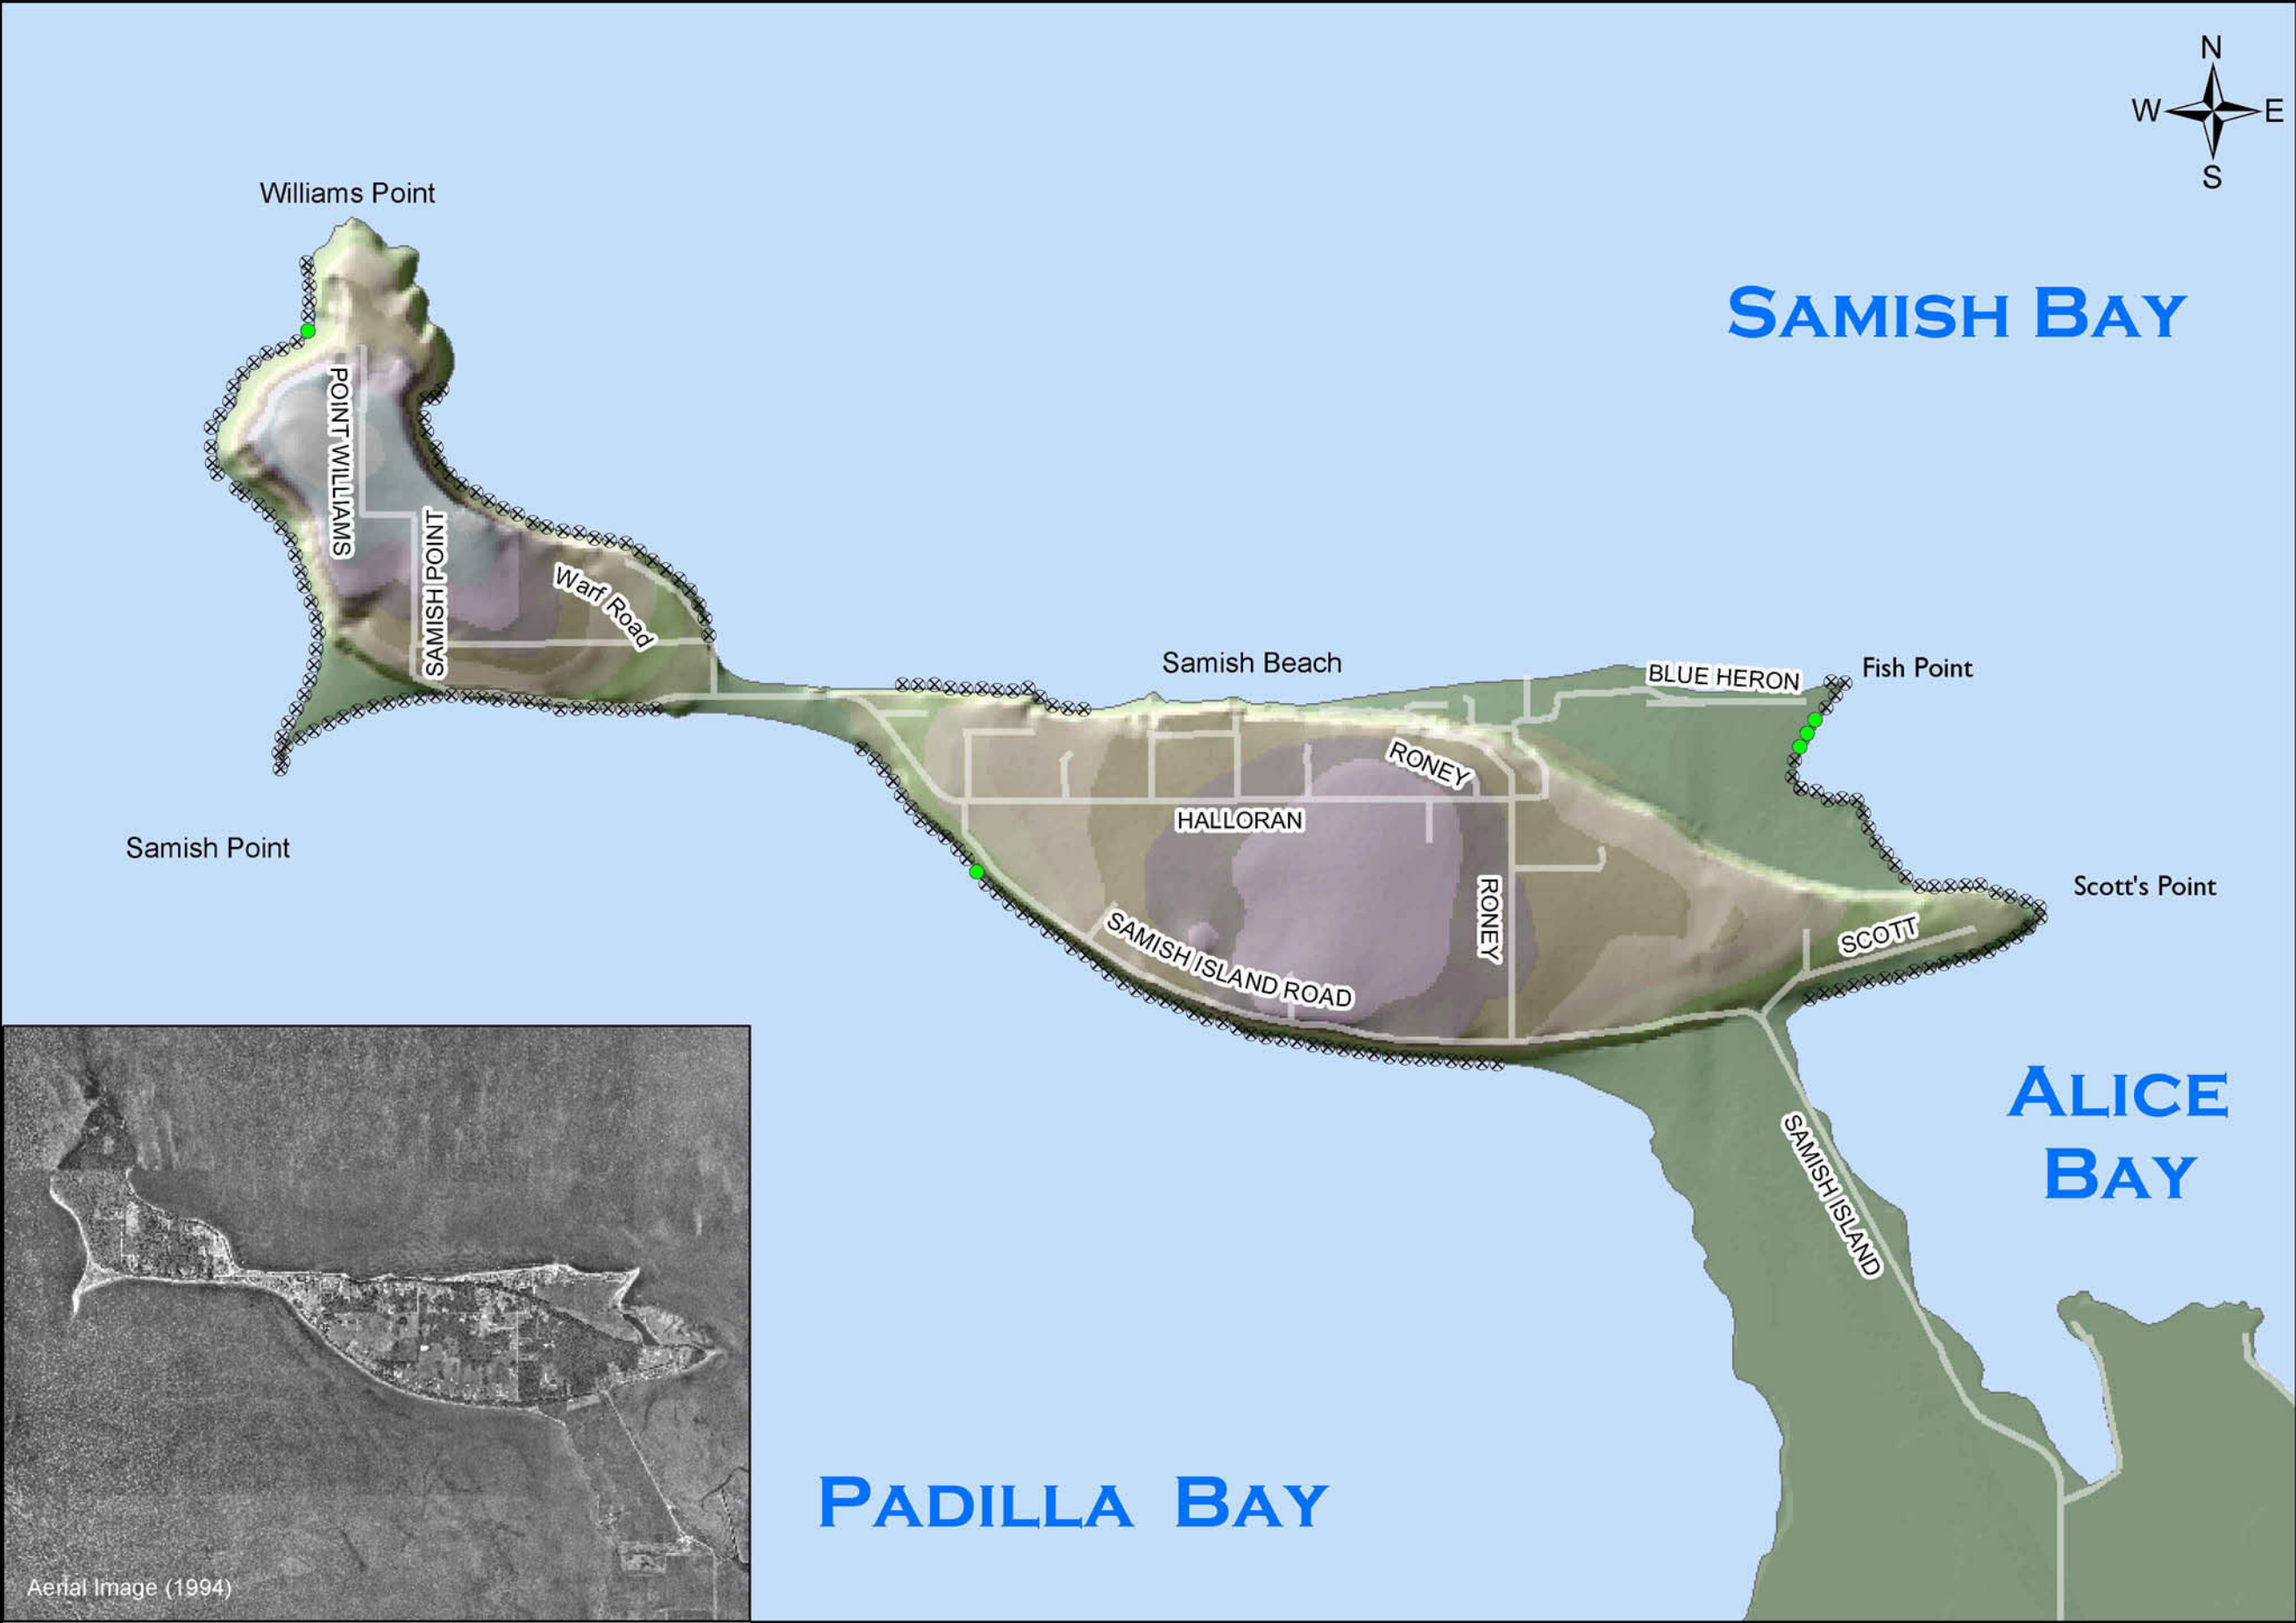 N
W E
S
Williams Point
SAMISH BAY
POINT WILLIAMS
SAMISH POINT
Warf Road
Samish Beach
BLUE HERON
Fish Point
RONEY
HALLORAN
Samish Point
RONEY
Scott's Point
SCOTT
SAMISH ISLAND ROAD
ALICE
BAY
SAMISH ISLAND
PADILLA BAY
Aerial Image (1994)